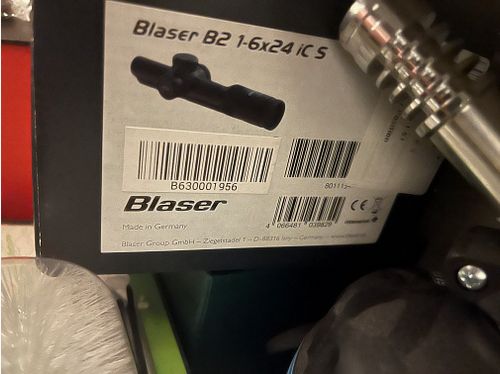 Blaser B2 1-6x24 iC S
B630001956
80111
Blaser
4 066481 039829
Made in Germany
Blaser Group GmbH – Ziegelstadel 1 – D-88316 Isny – Germany –